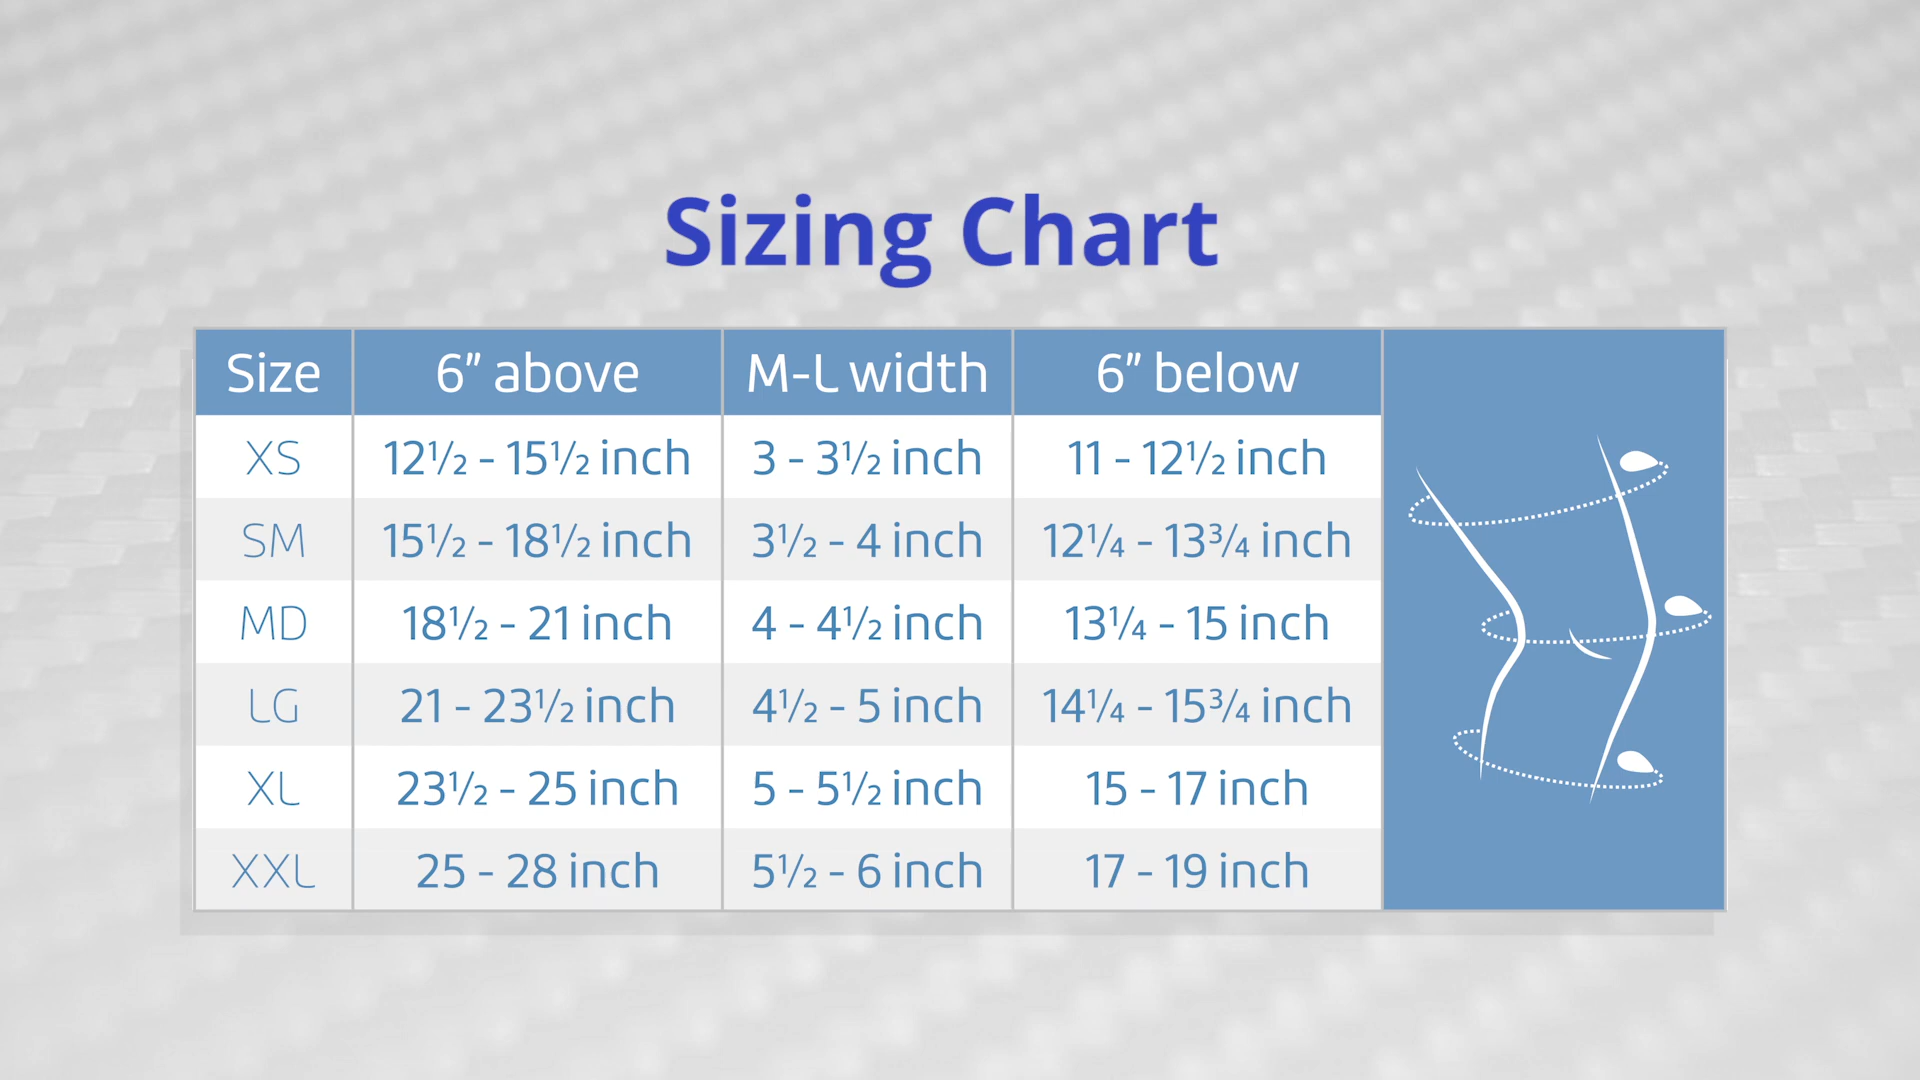 Sizing Chart
Size 6” above M-L width 6” below
XS 12½ - 15½ inch 3 - 3½ inch 11 - 12½ inch
SM 15½ - 18½ inch 3½ - 4 inch 12¼ - 13¾ inch
MD 18½ - 21 inch 4 - 4½ inch 13¼ - 15 inch
LG 21 - 23½ inch 4½ - 5 inch 14¼ - 15¾ inch
XL 23½ - 25 inch 5 - 5½ inch 15 - 17 inch
XXL 25 - 28 inch 5½ - 6 inch 17 - 19 inch